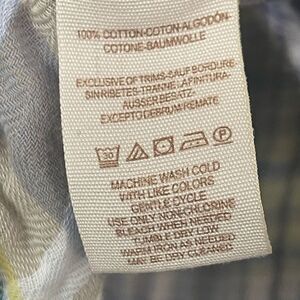 100% COTTON-COTON-ALGODÓN-
COTONE-BAUMWOLLE
EXCLUSIVE OF TRIMS-SAUF BORDURE
SIN RIBETES-TRANNE LA FINITURA-
AUSSER BESATZ-
EXCEPTO DEBRUM/REMATE
30 P
MACHINE WASH COLD
WITH LIKE COLORS
GENTLE CYCLE
USE ONLY NON-CHLORINE
BLEACH WHEN NEEDED
TUMBLE DRY LOW
WARM IRON AS NEEDED
MAY BE DRY CLEANED